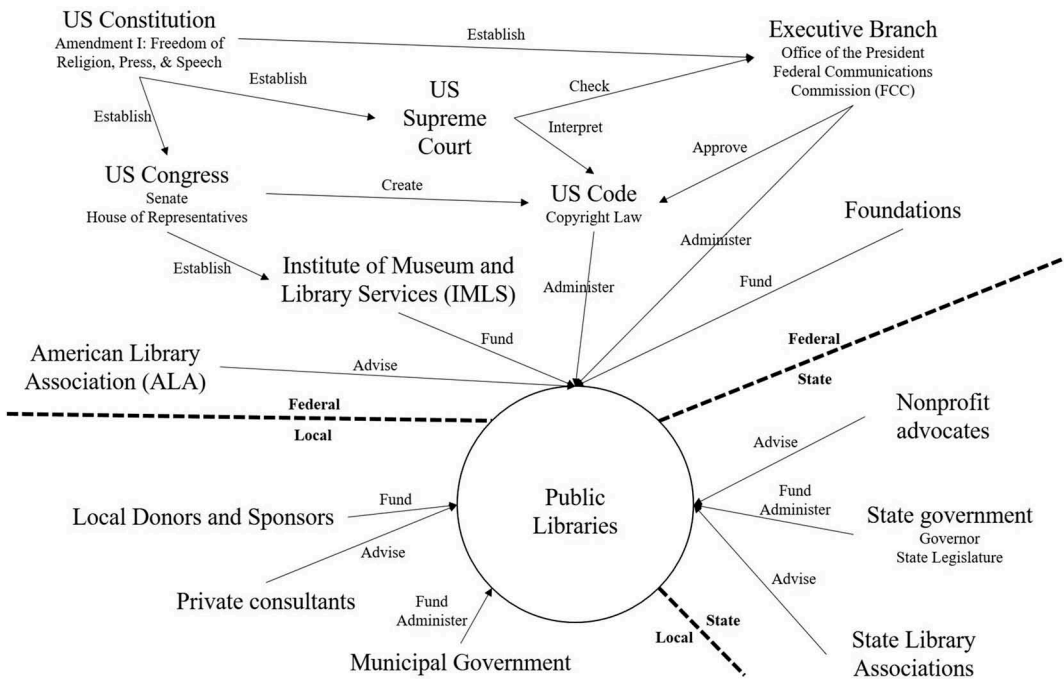 US Constitution
Amendment I: Freedom of
Religion, Press, & Speech
Establish
Executive Branch
Office of the President
Federal Communications
Commission (FCC)
Establish
US
Supreme
Court
Check
Interpret
Establish
Approve
US Congress
Senate
House of Representatives
Create
US Code
Copyright Law
Foundations
Establish
Institute of Museum and
Library Services (IMLS)
Administer
Administer
Fund
Fund
American Library
Association (ALA)
Advise
Federal
Local
Federal
State
Nonprofit
advocates
Advise
Public
Libraries
Local Donors and Sponsors
Fund
Advise
Private consultants
Fund
Administer
Municipal Government
Fund
Administer
State government
Governor
State Legislature
Advise
State
Local
State Library
Associations